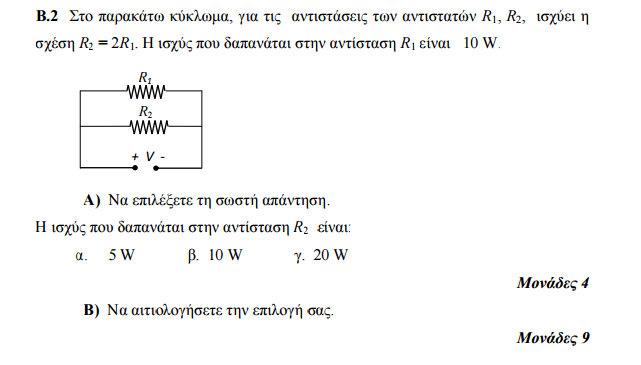 Β.2 Στο παρακάτω κύκλωμα, για τις αντιστάσεις των αντιστατών R₁, R₂, ισχύει η
σχέση R₂ = 2R₁. Η ισχύς που δαπανάται στην αντίσταση R₁ είναι 10 W.
R₁
R₂
+ V -
Α) Να επιλέξετε τη σωστή απάντηση.
Η ισχύς που δαπανάται στην αντίσταση R₂ είναι:
α. 5 W β. 10 W γ. 20 W
Μονάδες 4
Β) Να αιτιολογήσετε την επιλογή σας.
Μονάδες 9